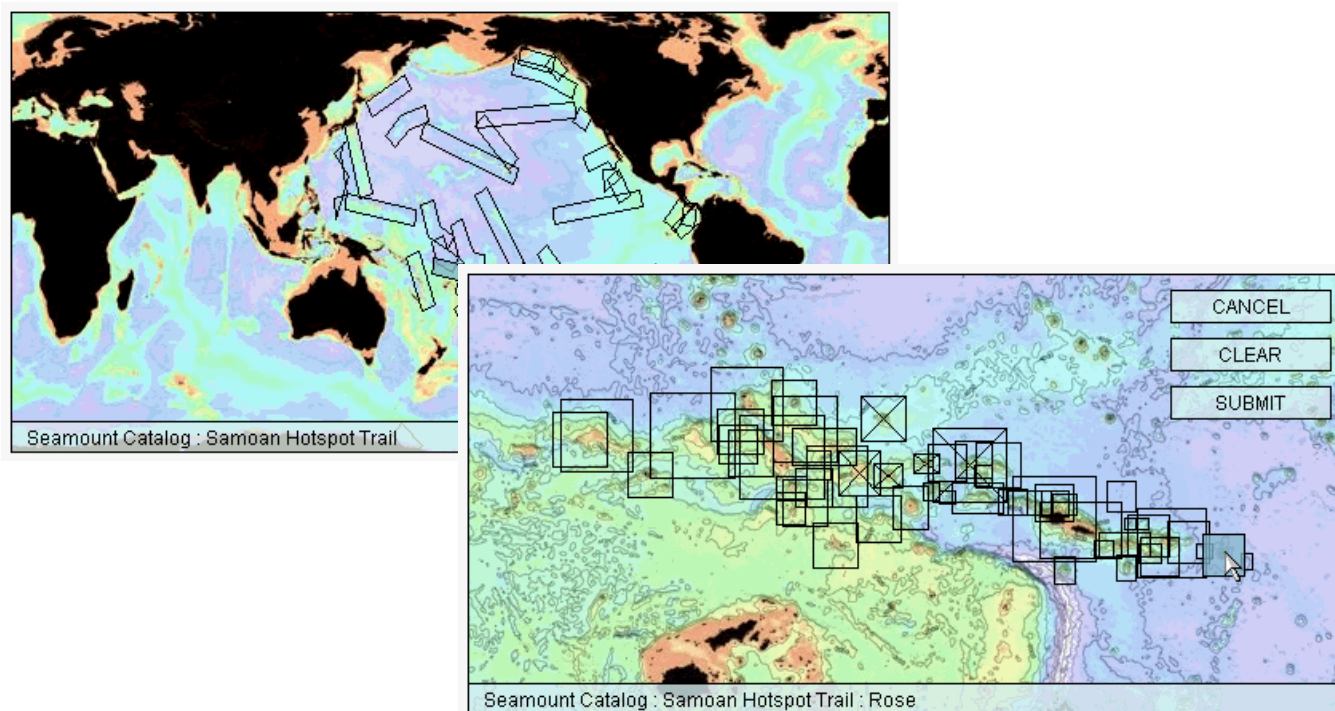 Seamount Catalog : Samoan Hotspot Trail
CANCEL
CLEAR
SUBMIT
Seamount Catalog : Samoan Hotspot Trail : Rose